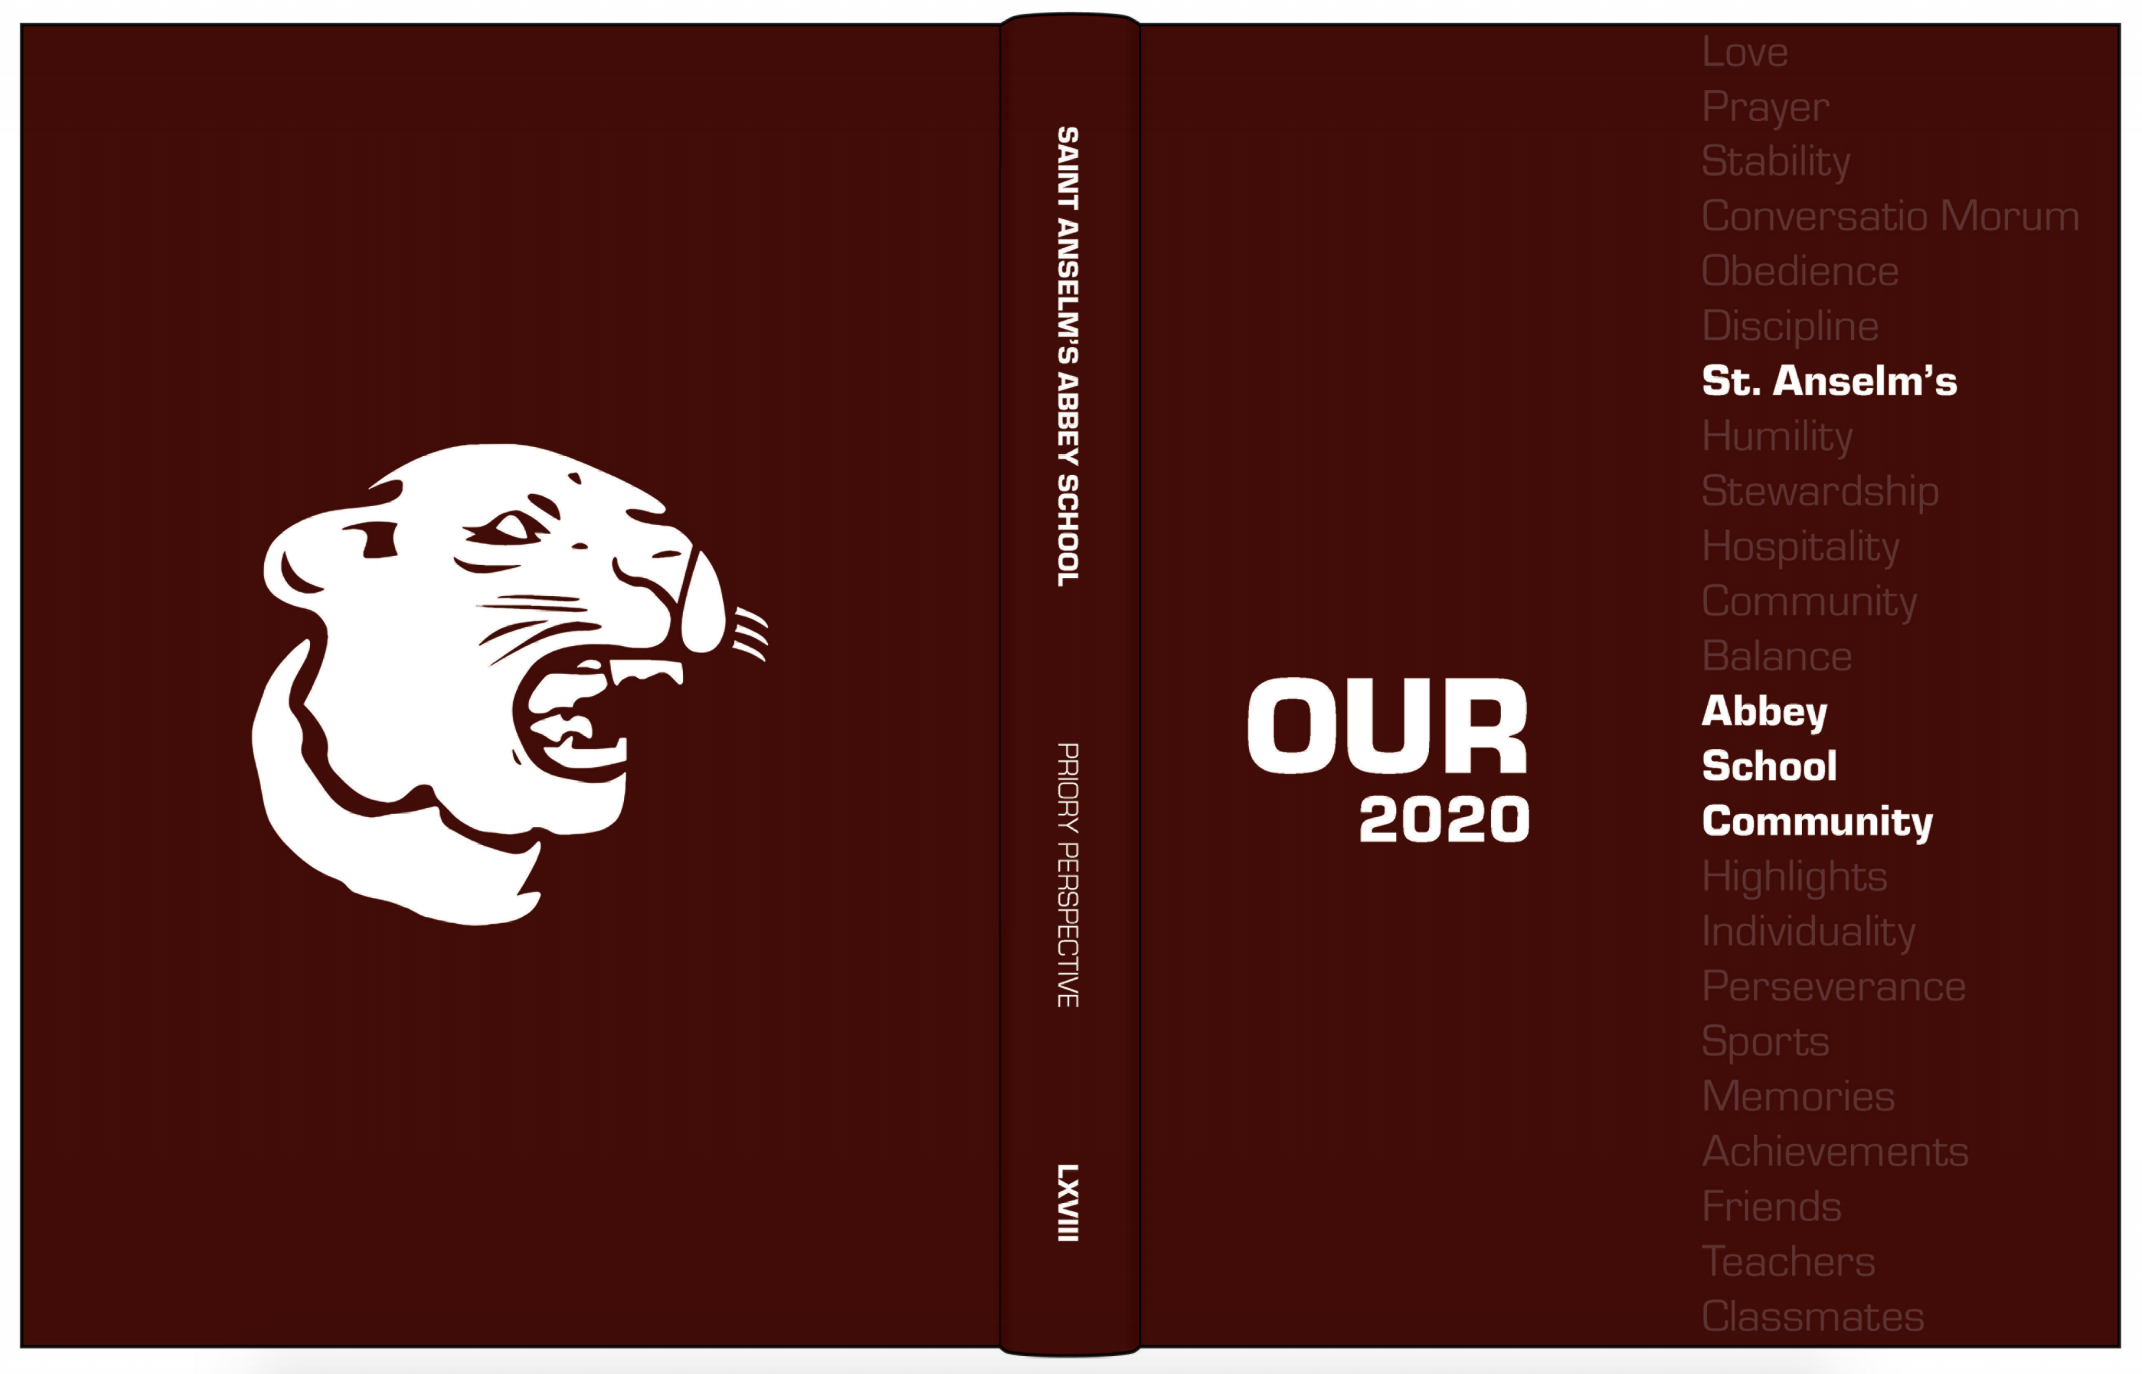 SAINT ANSELM'S ABBEY SCHOOL
PRIORY PERSPECTIVE
LXVIII
OUR
2020
Love
Prayer
Stability
Conversatio Morum
Obedience
Discipline
St. Anselm's
Humility
Stewardship
Hospitality
Community
Balance
Abbey
School
Community
Highlights
Individuality
Perseverance
Sports
Memories
Achievements
Friends
Teachers
Classmates